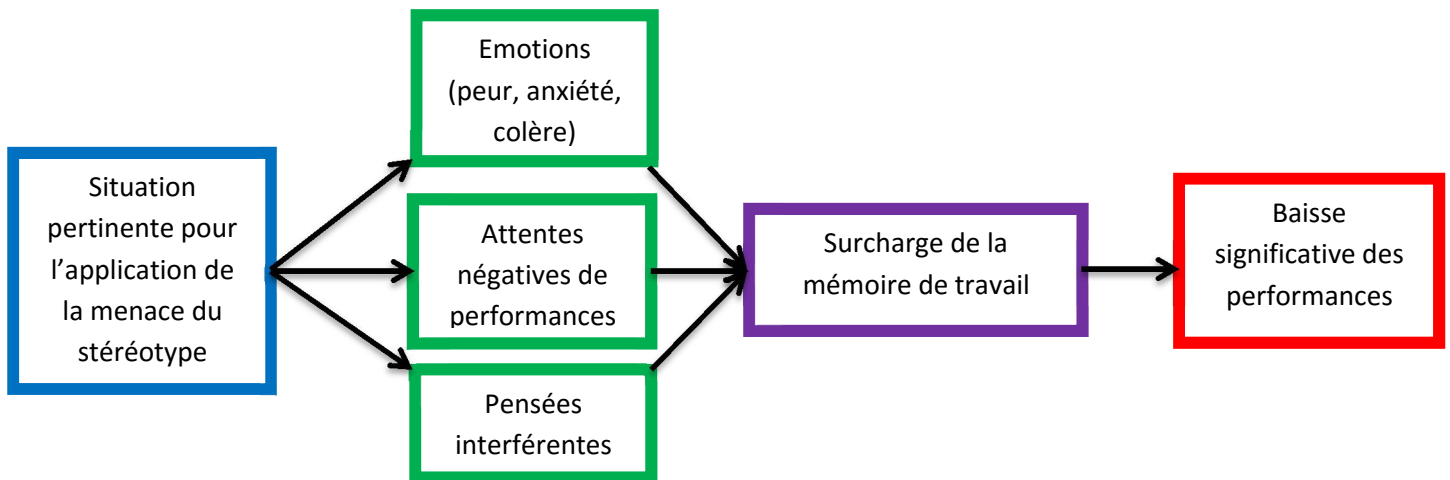 Situation
pertinente pour
l’application de
la menace du
stéréotype
Emotions
(peur, anxiété,
colère)
Attentes
négatives de
performances
Pensées
interférentes
Surcharge de la
mémoire de travail
Baisse
significative des
performances